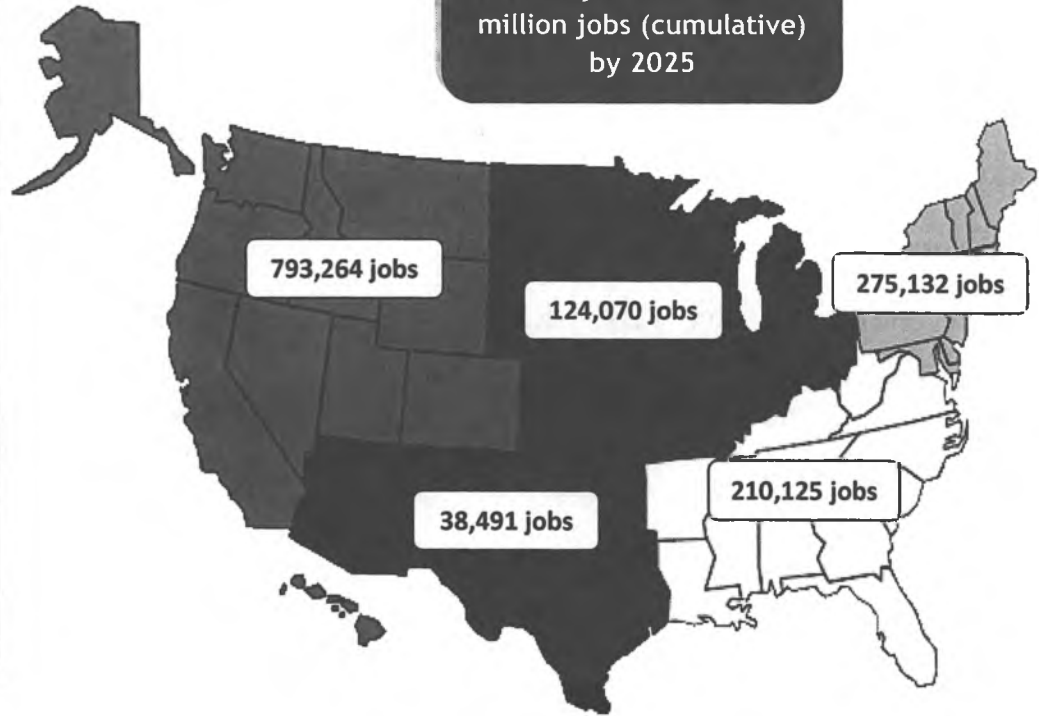 million jobs (cumulative)
by 2025
793,264 jobs
124,070 jobs
275,132 jobs
210,125 jobs
38,491 jobs